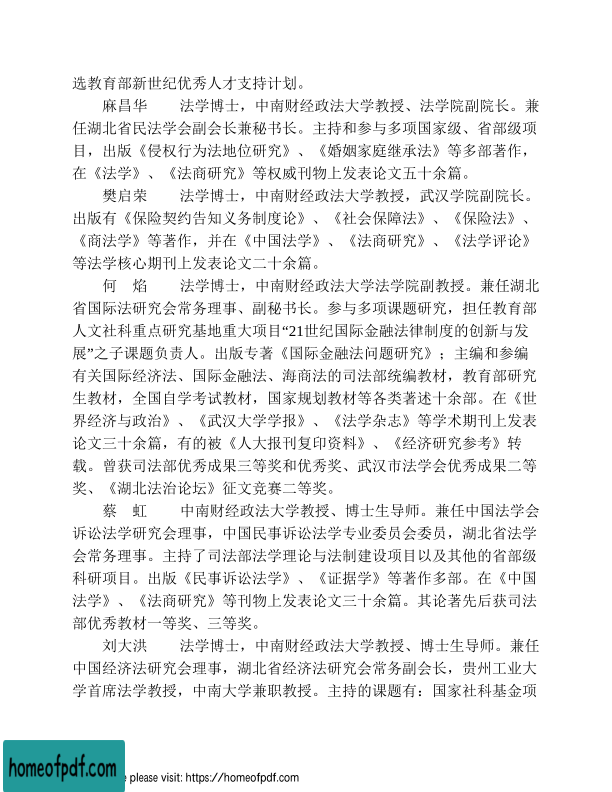 选教育部新世纪优秀人才支持计划。
麻昌华　　法学博士，中南财经政法大学教授、法学院副院长。兼
任湖北省民法学会副会长兼秘书长。主持和参与多项国家级、省部级项
目，出版《侵权行为法地位研究》、《婚姻家庭继承法》等多部著作，
在《法学》、《法商研究》等权威刊物上发表论文五十余篇。
樊启荣　　法学博士，中南财经政法大学教授，武汉学院副院长。
出版有《保险契约告知义务制度论》、《社会保障法》、《保险法》、
《商法学》等著作，并在《中国法学》、《法商研究》、《法学评论》
等法学核心期刊上发表论文二十余篇。
何　焰　　法学博士，中南财经政法大学法学院副教授。兼任湖北
省国际法研究会常务理事、副秘书长。参与多项课题研究，担任教育部
人文社科重点研究基地重大项目“21世纪国际金融法律制度的创新与发
展”之子课题负责人。出版专著《国际金融法问题研究》；主编和参编
有关国际经济法、国际金融法、海商法的司法部统编教材，教育部研究
生教材，全国自学考试教材，国家规划教材等各类著述十余部。在《世
界经济与政治》、《武汉大学学报》、《法学杂志》等学术期刊上发表
论文三十余篇，有的被《人大报刊复印资料》、《经济研究参考》转
载。曾获司法部优秀成果三等奖和优秀奖、武汉市法学会优秀成果二等
奖、《湖北法治论坛》征文竞赛二等奖。
蔡　虹　　中南财经政法大学教授、博士生导师。兼任中国法学会
诉讼法学研究会理事，中国民事诉讼法学专业委员会委员，湖北省法学
会常务理事。主持了司法部法学理论与法制建设项目以及其他的省部级
科研项目。出版《民事诉讼法学》、《证据学》等著作多部。在《中国
法学》、《法商研究》等刊物上发表论文三十余篇。其论著先后获司法
部优秀教材一等奖、三等奖。
刘大洪　　法学博士，中南财经政法大学教授、博士生导师。兼任
中国经济法研究会理事，湖北省经济法研究会常务副会长，贵州工业大
学首席法学教授，中南大学兼职教授。主持的课题有：国家社科基金项
homeofpdf.com
e please visit: https://homeofpdf.com